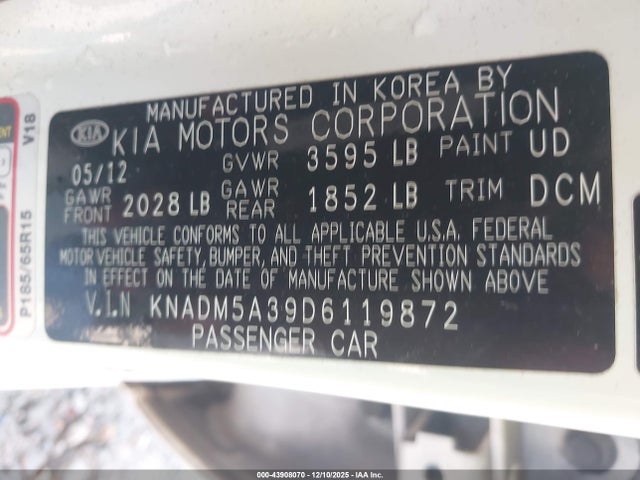 MANUFACTURED IN KOREA BY
KIA KIA MOTORS CORPORATION
05/12 GVWR 3595 LB PAINT UD
GAWR FRONT 2028 LB GAWR REAR 1852 LB TRIM DCM
THIS VEHICLE CONFORMS TO ALL APPLICABLE U.S.A. FEDERAL
MOTOR VEHICLE SAFETY, BUMPER, AND THEFT PREVENTION STANDARDS
IN EFFECT ON THE DATE OF MANUFACTURE SHOWN ABOVE
V.I.N KNADM5A39D6119872
PASSENGER CAR
V18
P185/65R15
000-43908070 - 12/10/2025 - IAA Inc.